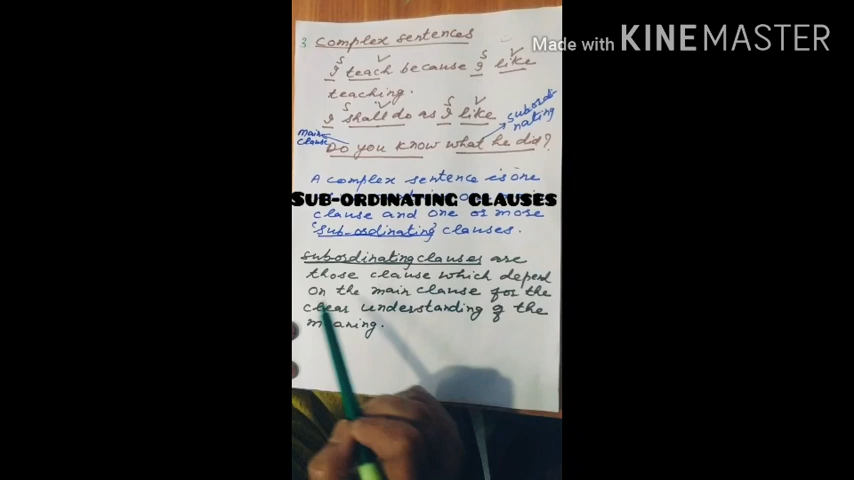 Made with KINEMASTER
3. Complex sentences
S V S V
I teach because I like
teaching.
S V S V
I shall do as I like
subordi-
nating
main
clause
Do you know what he did?
A complex sentence is one
SUB-ORDINATING CLAUSES
clause and one or more
'sub-ordinating' clauses.
Subordinating clauses are
those clause which depend
on the main clause for the
clear understanding of the
meaning.